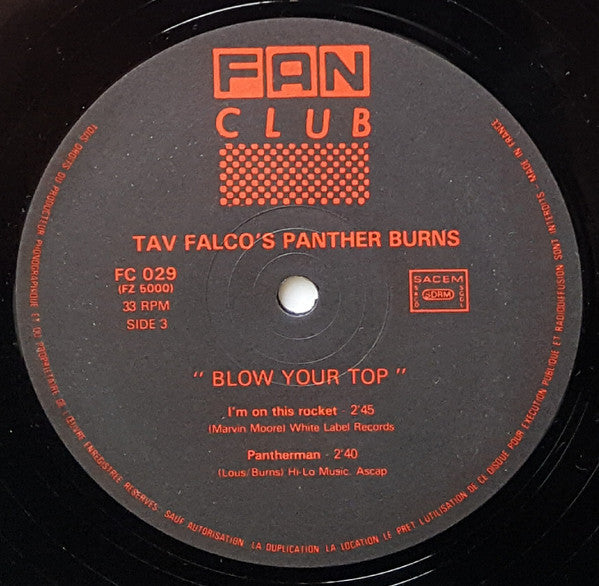 FAN
CLUB
TAV FALCO'S PANTHER BURNS
FC 029
(FZ 5000)
33 RPM
SIDE 3
SACEM
SACD
SDRM
SGDL
" BLOW YOUR TOP "
I'm on this rocket - 2'45
(Marvin Moore) White Label Records
Pantherman - 2'40
(Lous/Burns) Hi-Lo Music. Ascap
TOUS DROITS DU PRODUCTEUR PHONOGRAPHIQUE ET DU PROPRIETAIRE DE L'ŒUVRE ENREGISTREE RESERVES. SAUF AUTORISATION, LA DUPLICATION LA LOCATION LE PRET L'UTILISATION DE CE DISQUE POUR EXECUTION PUBLIQUE ET RADIODIFFUSION SONT INTERDITS - MADE IN FRANCE